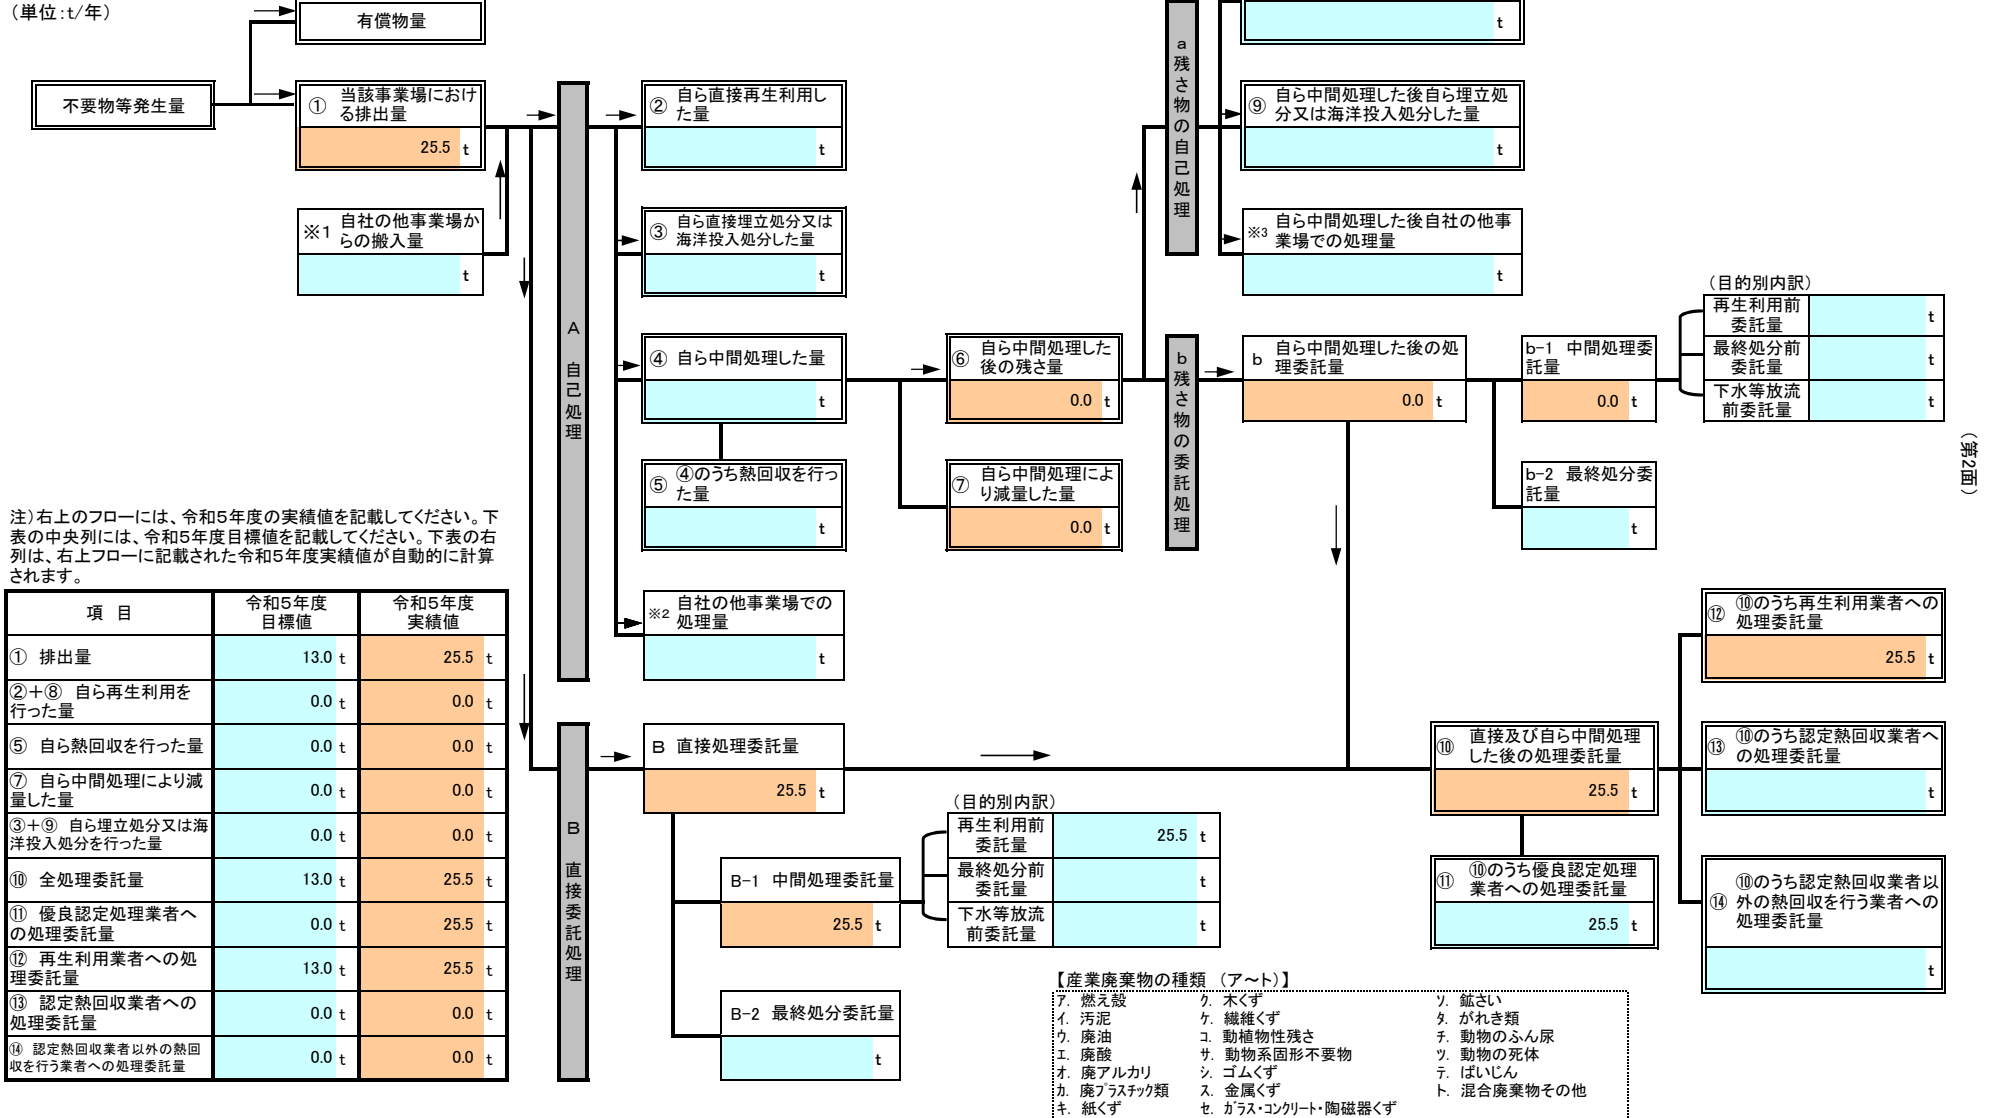 (単位:t/年)
有償物量
不要物等発生量
① 当該事業場におけ
る排出量
25.5 t
※1 自社の他事業場か
らの搬入量
t
A 自己処理
② 自ら直接再生利用し
た量
t
③ 自ら直接埋立処分又は
海洋投入処分した量
t
④ 自ら中間処理した量
t
⑤ ④のうち熱回収を行っ
た量
t
※2 自社の他事業場での
処理量
t
⑥ 自ら中間処理した
後の残さ量
0.0 t
⑦ 自ら中間処理によ
り減量した量
0.0 t
a残さ物の自己処理
t
⑨ 自ら中間処理した後自ら埋立処
分又は海洋投入処分した量
t
※3 自ら中間処理した後自社の他事
業場での処理量
t
b残さ物の委託処理
b 自ら中間処理した後の処
理委託量
0.0 t
b-1 中間処理委
託量
0.0 t
(目的別内訳)
再生利用前
委託量
t
最終処分前
委託量
t
下水等放流
前委託量
t
b-2 最終処分委
託量
t
(第2面)
注)右上のフローには、令和5年度の実績値を記載してください。下
表の中央列には、令和5年度目標値を記載してください。下表の右
列は、右上フローに記載された令和5年度実績値が自動的に計算
されます。
項 目
令和5年度
目標値
令和5年度
実績値
① 排出量 13.0 t 25.5 t
②+⑧ 自ら再生利用を
行った量
0.0 t 0.0 t
⑤ 自ら熱回収を行った量 0.0 t 0.0 t
⑦ 自ら中間処理により減
量した量
0.0 t 0.0 t
③+⑨ 自ら埋立処分又は海
洋投入処分を行った量
0.0 t 0.0 t
⑩ 全処理委託量 13.0 t 25.5 t
⑪ 優良認定処理業者へ
の処理委託量
0.0 t 25.5 t
⑫ 再生利用業者への処
理委託量
13.0 t 25.5 t
⑬ 認定熱回収業者への
処理委託量
0.0 t 0.0 t
⑭ 認定熱回収業者以外の熱回
収を行う業者への処理委託量
0.0 t 0.0 t
B 直接委託処理
B 直接処理委託量
25.5 t
B-1 中間処理委託量
25.5 t
(目的別内訳)
再生利用前
委託量
25.5 t
最終処分前
委託量
t
下水等放流
前委託量
t
B-2 最終処分委託量
t
⑩ 直接及び自ら中間処理
した後の処理委託量
25.5 t
⑪ ⑩のうち優良認定処理
業者への処理委託量
25.5 t
⑫ ⑩のうち再生利用業者への
処理委託量
25.5 t
⑬ ⑩のうち認定熱回収業者へ
の処理委託量
t
⑭ ⑩のうち認定熱回収業者以
外の熱回収を行う業者への
処理委託量
t
【産業廃棄物の種類 (ア~ト)】
ア. 燃え殻
イ. 汚泥
ウ. 廃油
エ. 廃酸
オ. 廃アルカリ
カ. 廃プラスチック類
キ. 紙くず
ク. 木くず
ケ. 繊維くず
コ. 動植物性残さ
サ. 動物系固形不要物
シ. ゴムくず
ス. 金属くず
セ. ガラス・コンクリート・陶磁器くず
ソ. 鉱さい
タ. がれき類
チ. 動物のふん尿
ツ. 動物の死体
テ. ばいじん
ト. 混合廃棄物その他